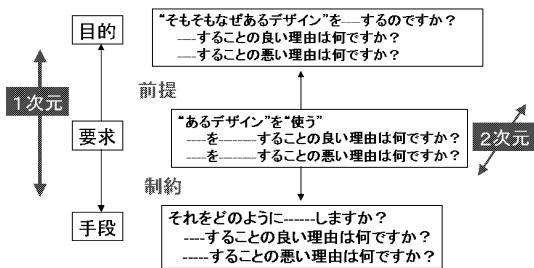 目的
“そもそもなぜあるデザイン”を----するのですか？
----することの良い理由は何ですか？
----することの悪い理由は何ですか？
１次元
前提
要求
“あるデザイン”を“使う”
----を--------することの良い理由は何ですか？
----を--------することの悪い理由は何ですか？
２次元
制約
手段
それをどのように------しますか？
----することの良い理由は何ですか？
-----することの悪い理由は何ですか？